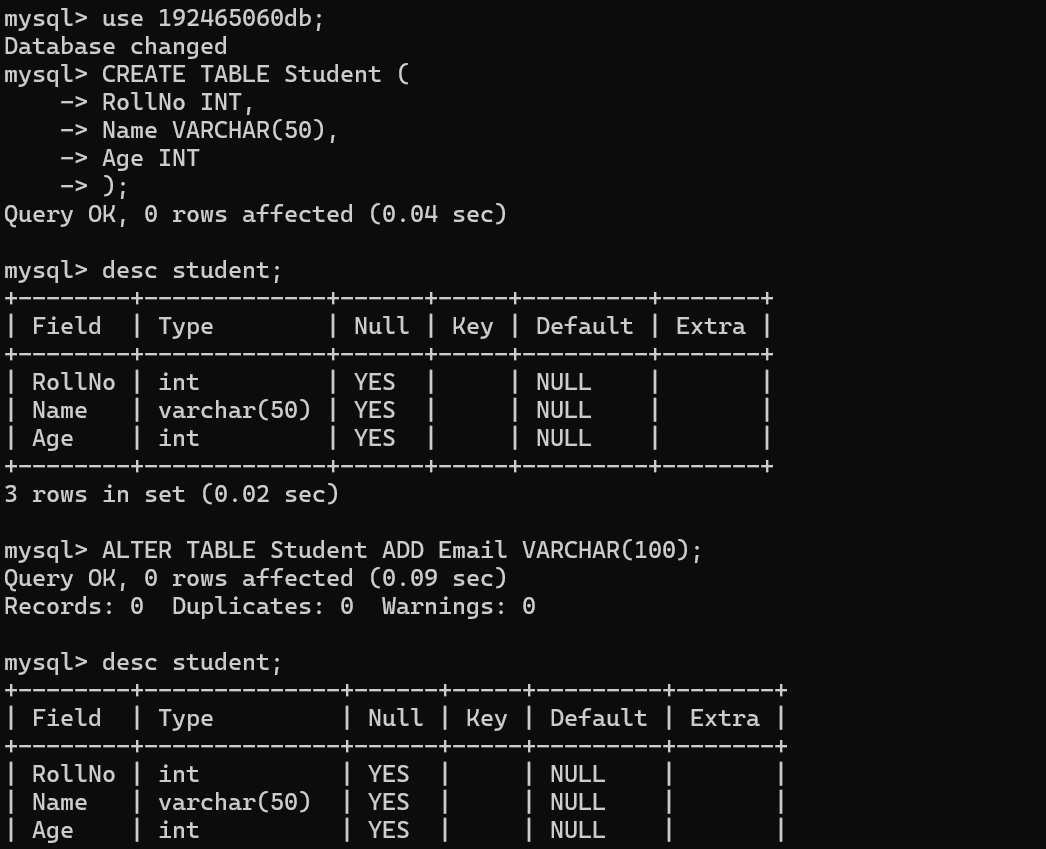 mysql> use 192465060db;
Database changed
mysql> CREATE TABLE Student (
    -> RollNo INT,
    -> Name VARCHAR(50),
    -> Age INT
    -> );
Query OK, 0 rows affected (0.04 sec)

mysql> desc student;
+--------+-------------+------+-----+---------+-------+
| Field  | Type        | Null | Key | Default | Extra |
+--------+-------------+------+-----+---------+-------+
| RollNo | int         | YES  |     | NULL    |       |
| Name   | varchar(50) | YES  |     | NULL    |       |
| Age    | int         | YES  |     | NULL    |       |
+--------+-------------+------+-----+---------+-------+
3 rows in set (0.02 sec)

mysql> ALTER TABLE Student ADD Email VARCHAR(100);
Query OK, 0 rows affected (0.09 sec)
Records: 0  Duplicates: 0  Warnings: 0

mysql> desc student;
+--------+--------------+------+-----+---------+-------+
| Field  | Type         | Null | Key | Default | Extra |
+--------+--------------+------+-----+---------+-------+
| RollNo | int          | YES  |     | NULL    |       |
| Name   | varchar(50)  | YES  |     | NULL    |       |
| Age    | int          | YES  |     | NULL    |       |